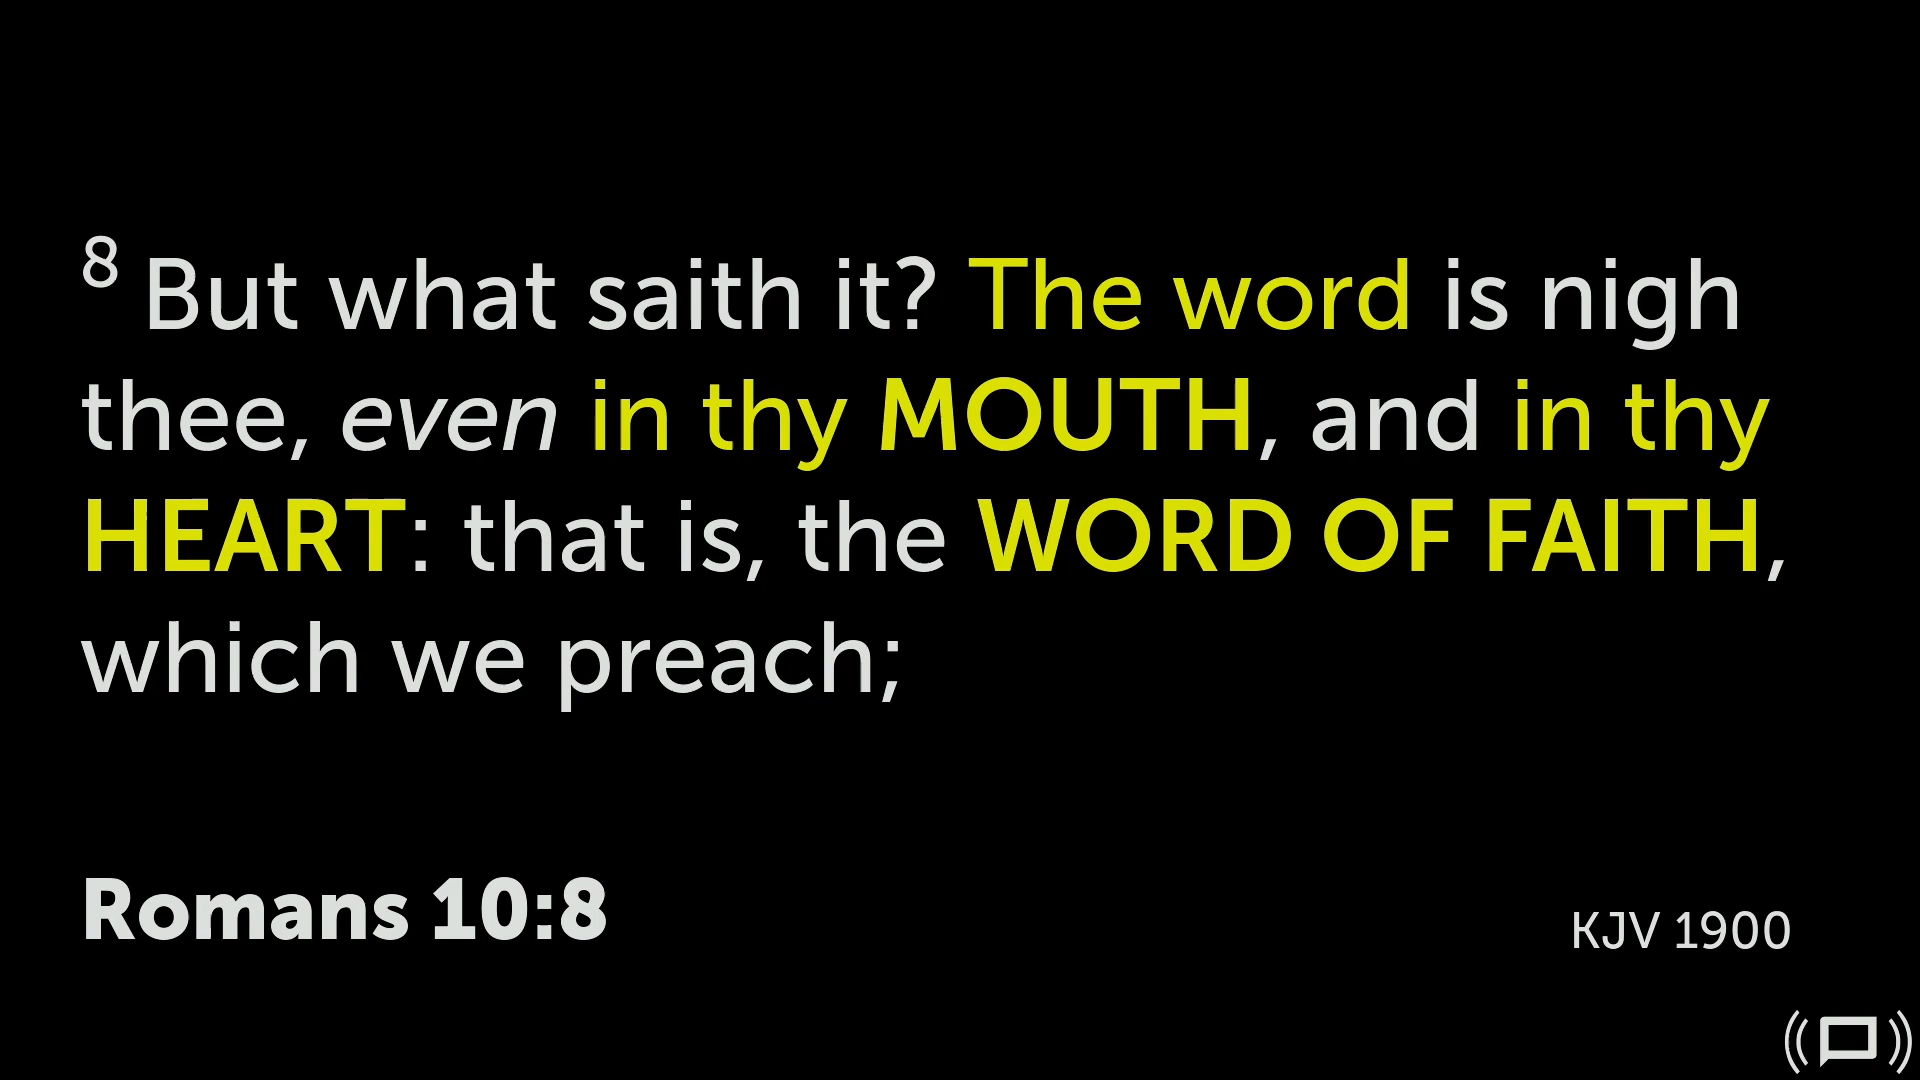 8 But what saith it? The word is nigh
thee, even in thy MOUTH, and in thy
HEART: that is, the WORD OF FAITH,
which we preach;
Romans 10:8
KJV 1900